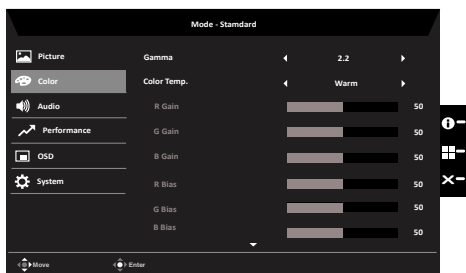 Mode - Stamdard
Picture
Gamma 2.2
Color
Color Temp. Warm
Audio
R Gain 50
Performance
G Gain 50
OSD
B Gain 50
System
R Bias 50
G Bias 50
B Bias 50
Move Enter